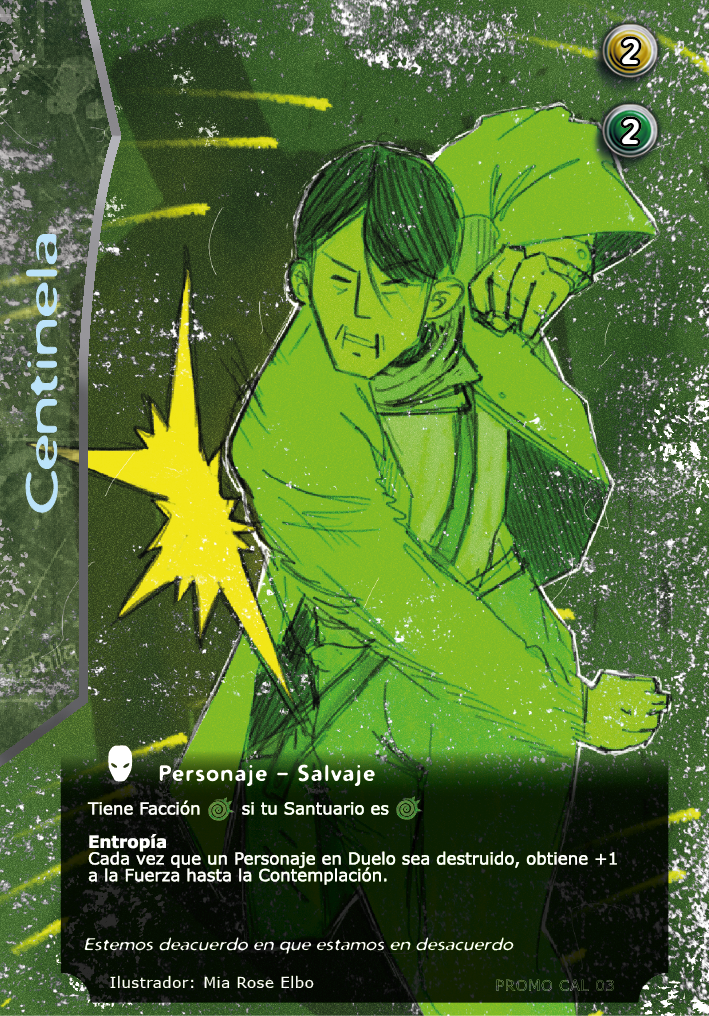 2
2
Centinela
Personaje – Salvaje
Tiene Facción si tu Santuario es
Entropía
Cada vez que un Personaje en Duelo sea destruido, obtiene +1
a la Fuerza hasta la Contemplación.
Estemos deacuerdo en que estamos en desacuerdo
Ilustrador: Mia Rose Elbo
PROMO CAL 03